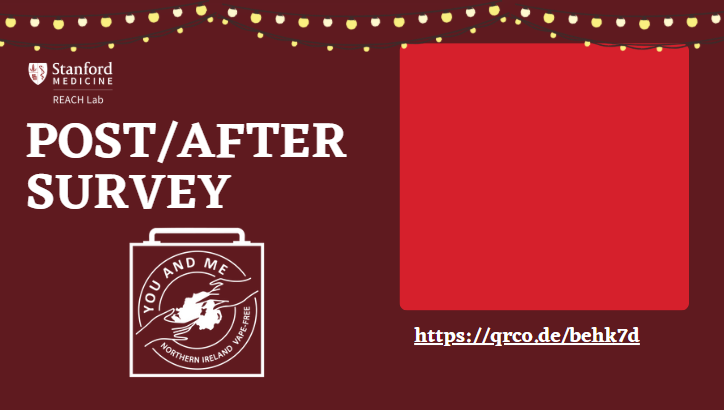 Stanford
MEDICINE
REACH Lab
POST/AFTER
SURVEY
YOU AND ME
NORTHERN IRELAND VAPE-FREE
https://qrco.de/behk7d